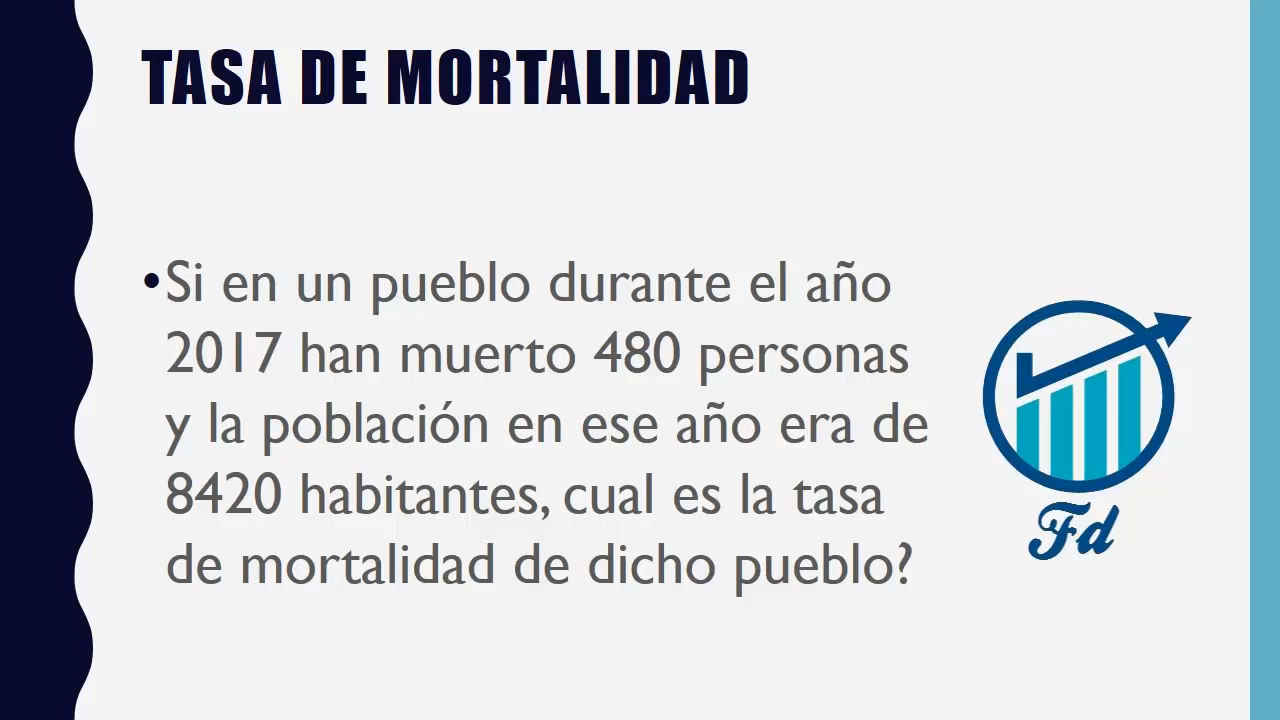 TASA DE MORTALIDAD
•Si en un pueblo durante el año
2017 han muerto 480 personas
y la población en ese año era de
8420 habitantes, cual es la tasa
de mortalidad de dicho pueblo?
Fd